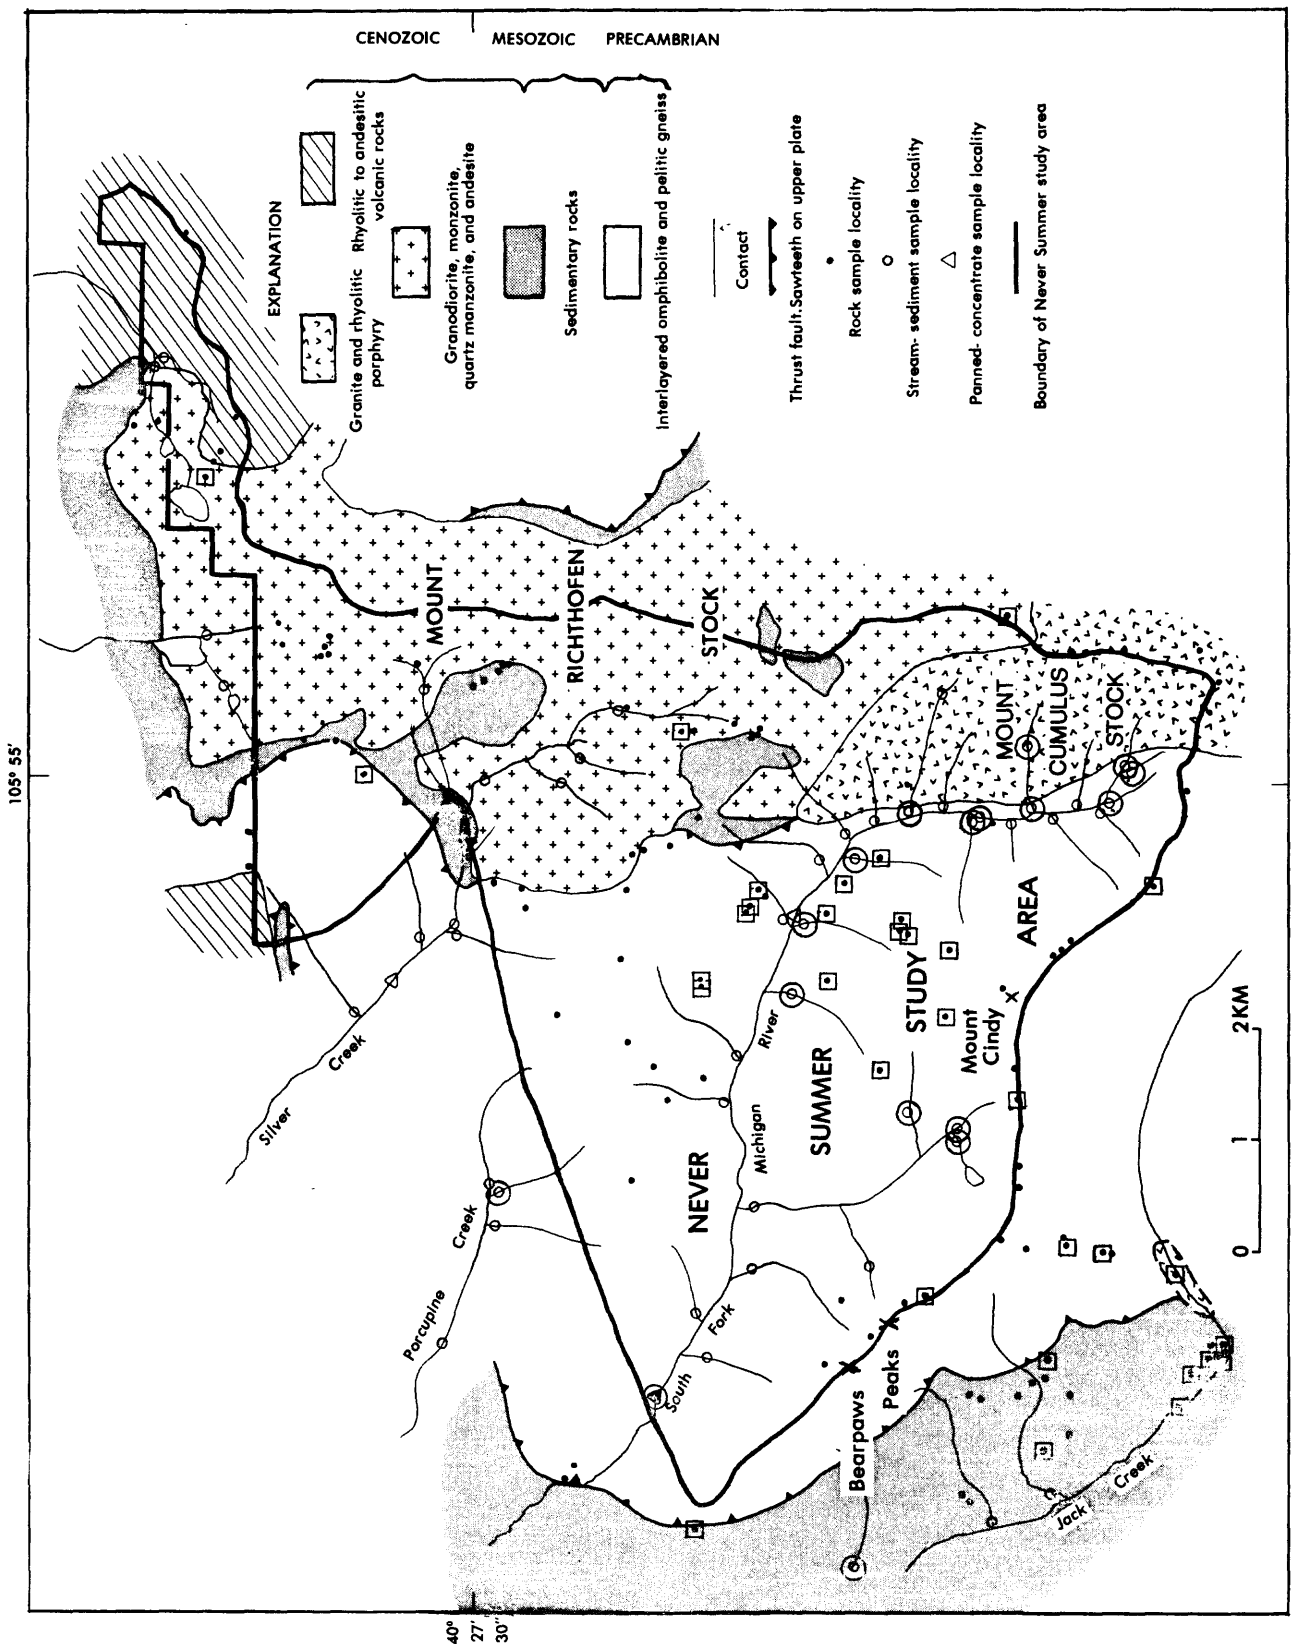 CENOZOIC
MESOZOIC
PRECAMBRIAN
EXPLANATION
Granite and rhyolitic
porphyry
Rhyolitic to andesitic
volcanic rocks
Granodiorite, monzonite,
quartz manzonite, and andesite
Sedimentary rocks
Interlayered amphibolite and pelitic gneiss
Contact
Thrust fault.Sawteeth on upper plate
Rock sample locality
Stream- sediment sample locality
Panned- concentrate sample locality
Boundary of Never Summer study area
105° 55′
40°
27′
30″
MOUNT
RICHTHOFEN
STOCK
MOUNT
CUMULUS
STOCK
NEVER
SUMMER
STUDY
AREA
Silver
Creek
Porcupine
Creek
South
Fork
Michigan
River
Mount
Cindy
Bearpaws
Peaks
Jack
Creek
0
1
2KM